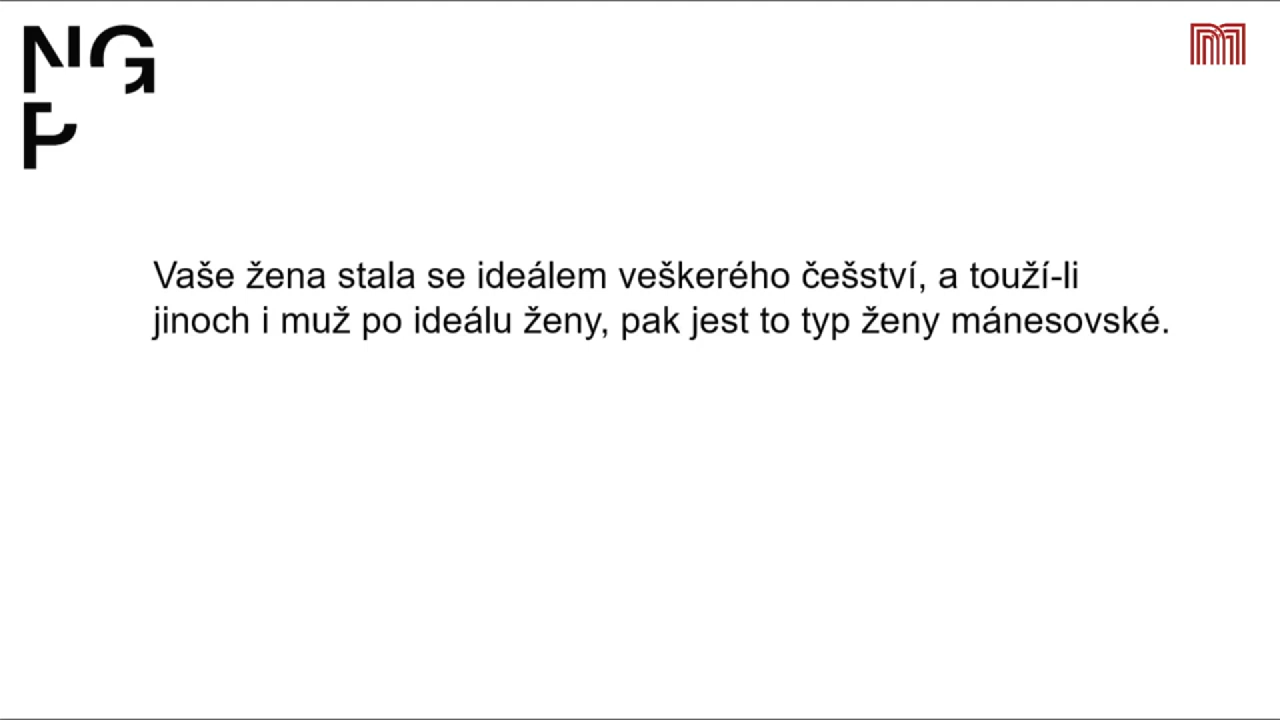 NG
P
Vaše žena stala se ideálem veškerého češství, a touží-li
jinoch i muž po ideálu ženy, pak jest to typ ženy mánesovské.